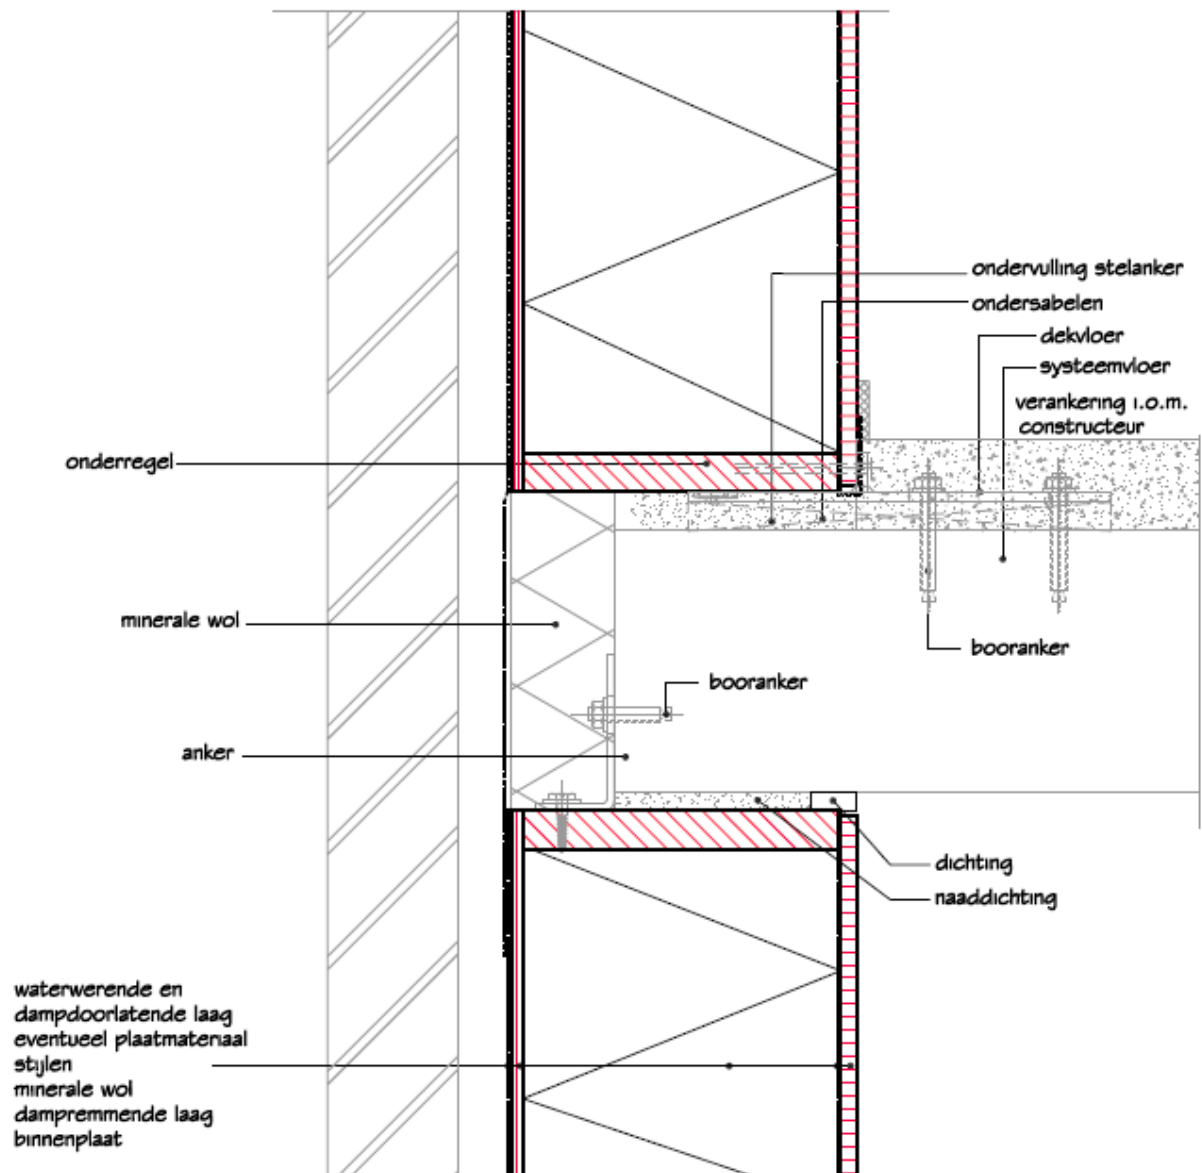 ondervulling stelanker
ondersabelen
dekvloer
systeemvloer
verankering i.o.m.
constructeur
onderregel
minerale wol
booranker
booranker
anker
dichting
naaddichting
waterwerende en
dampdoorlatende laag
eventueel plaatmateriaal
stijlen
minerale wol
dampremmende laag
binnenplaat